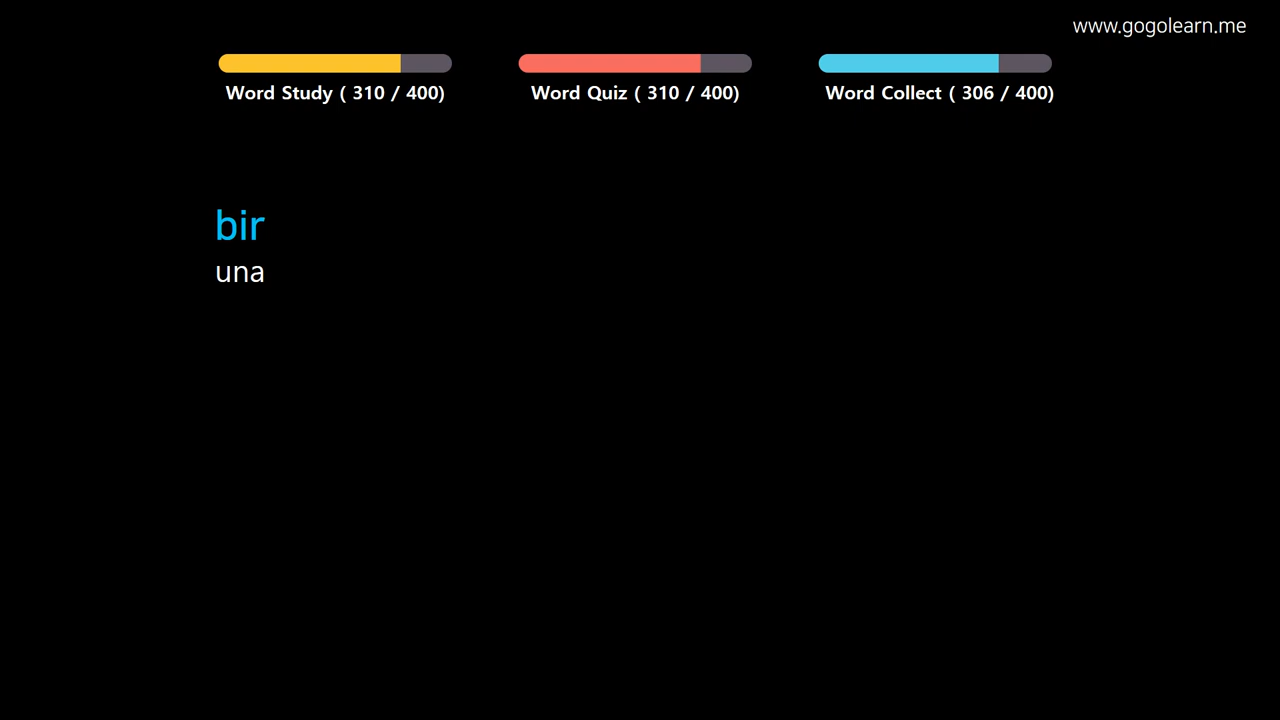 www.gogolearn.me
Word Study ( 310 / 400)
Word Quiz ( 310 / 400)
Word Collect ( 306 / 400)
bir
una